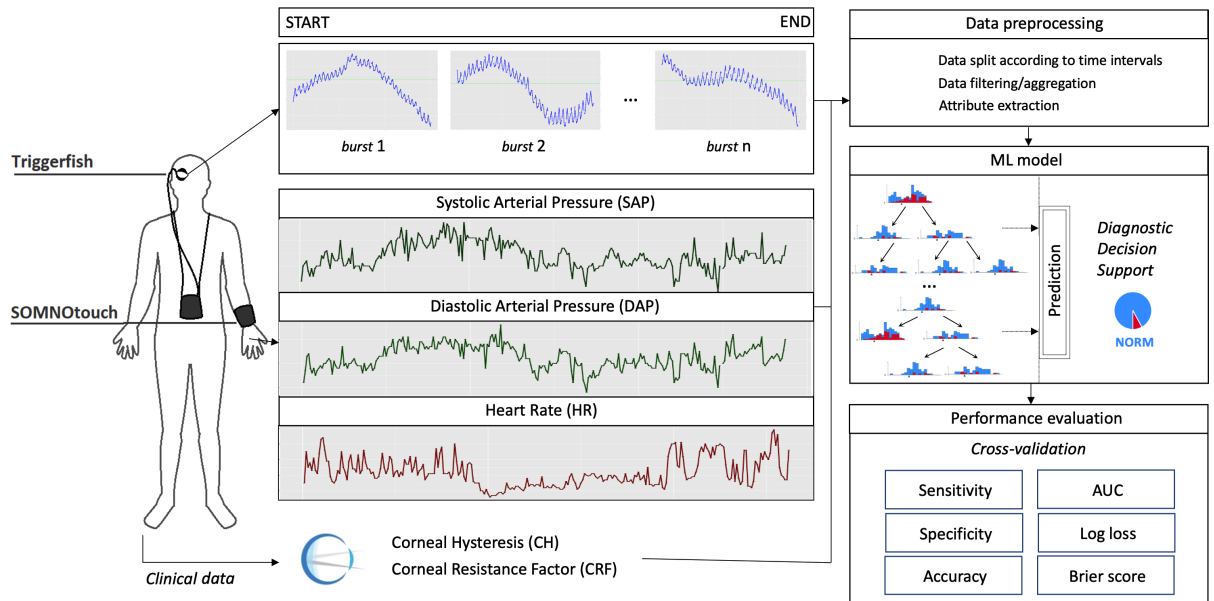 START
END
burst 1
burst 2
...
burst n
Triggerfish
SOMNOtouch
Systolic Arterial Pressure (SAP)
Diastolic Arterial Pressure (DAP)
Heart Rate (HR)
Clinical data
Corneal Hysteresis (CH)
Corneal Resistance Factor (CRF)
Data preprocessing
Data split according to time intervals
Data filtering/aggregation
Attribute extraction
ML model
...
Prediction
Diagnostic
Decision
Support
NORM
Performance evaluation
Cross-validation
Sensitivity
AUC
Specificity
Log loss
Accuracy
Brier score